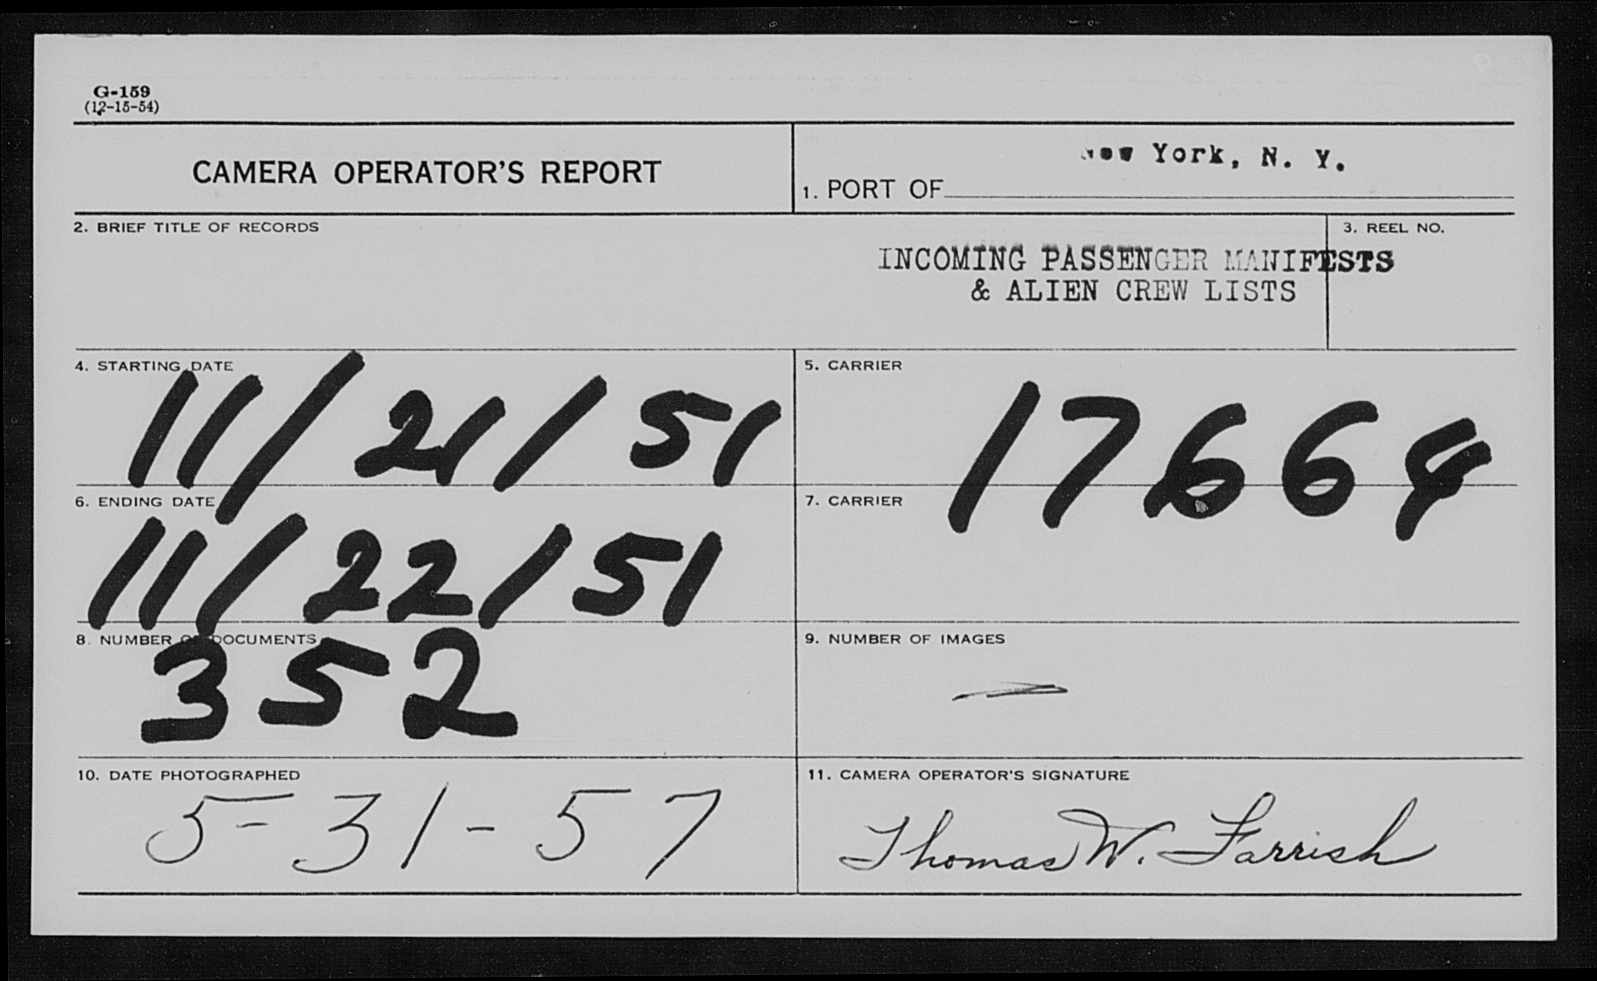 G-159
(12-15-54)
CAMERA OPERATOR'S REPORT
New York, N. Y.
1. PORT OF
2. BRIEF TITLE OF RECORDS
3. REEL NO.
INCOMING PASSENGER MANIFESTS
& ALIEN CREW LISTS
4. STARTING DATE
11/21/51
5. CARRIER
17664
6. ENDING DATE
11/22/51
7. CARRIER
8. NUMBER OF DOCUMENTS
352
9. NUMBER OF IMAGES
10. DATE PHOTOGRAPHED
5-31-57
11. CAMERA OPERATOR'S SIGNATURE
Thomas W. Farrish